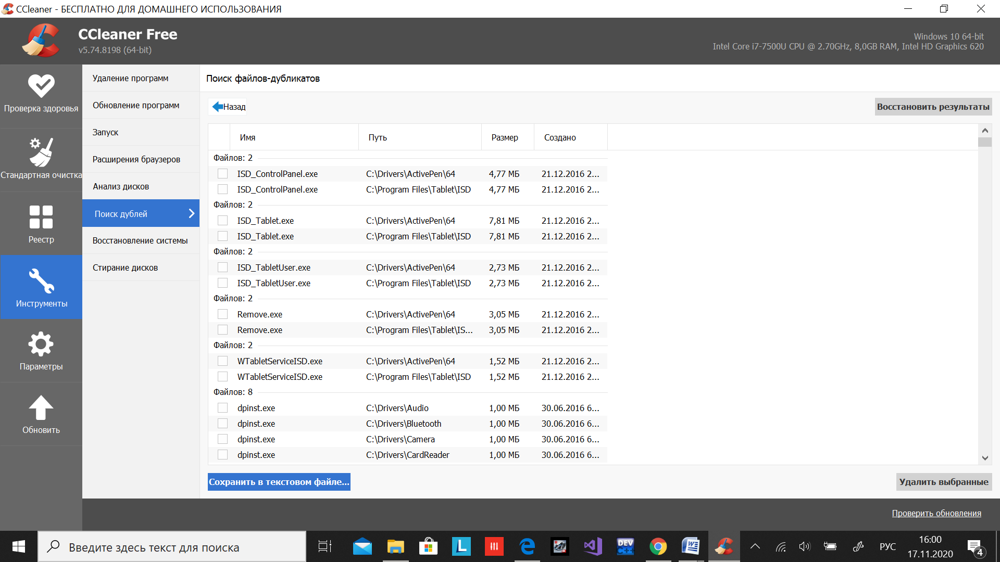 CCleaner - БЕСПЛАТНО ДЛЯ ДОМАШНЕГО ИСПОЛЬЗОВАНИЯ
CCleaner Free
v5.74.8198 (64-bit)
Windows 10 64-bit
Intel Core i7-7500U CPU @ 2.70GHz, 8,0GB RAM, Intel HD Graphics 620
Проверка здоровья
Стандартная очистка
Реестр
Инструменты
Параметры
Обновить
Удаление программ
Обновление программ
Запуск
Расширения браузеров
Анализ дисков
Поиск дублей
Восстановление системы
Стирание дисков
Поиск файлов-дубликатов
Назад
Восстановить результаты
Имя Путь Размер Создано
Файлов: 2
ISD_ControlPanel.exe C:\Drivers\ActivePen\64 4,77 МБ 21.12.2016 2...
ISD_ControlPanel.exe C:\Program Files\Tablet\ISD 4,77 МБ 21.12.2016 2...
Файлов: 2
ISD_Tablet.exe C:\Drivers\ActivePen\64 7,81 МБ 21.12.2016 2...
ISD_Tablet.exe C:\Program Files\Tablet\ISD 7,81 МБ 21.12.2016 2...
Файлов: 2
ISD_TabletUser.exe C:\Drivers\ActivePen\64 2,73 МБ 21.12.2016 2...
ISD_TabletUser.exe C:\Program Files\Tablet\ISD 2,73 МБ 21.12.2016 2...
Файлов: 2
Remove.exe C:\Drivers\ActivePen\64 3,05 МБ 21.12.2016 2...
Remove.exe C:\Program Files\Tablet\IS... 3,05 МБ 21.12.2016 2...
Файлов: 2
WTabletServiceISD.exe C:\Drivers\ActivePen\64 1,52 МБ 21.12.2016 2...
WTabletServiceISD.exe C:\Program Files\Tablet\ISD 1,52 МБ 21.12.2016 2...
Файлов: 8
dpinst.exe C:\Drivers\Audio 1,00 МБ 30.06.2016 6...
dpinst.exe C:\Drivers\Bluetooth 1,00 МБ 30.06.2016 6...
dpinst.exe C:\Drivers\Camera 1,00 МБ 30.06.2016 6...
dpinst.exe C:\Drivers\CardReader 1,00 МБ 30.06.2016 6...
Сохранить в текстовом файле...
Удалить выбранные
Проверить обновления
Введите здесь текст для поиска
L
DEV
C++
W
РУС
16:00
17.11.2020
4